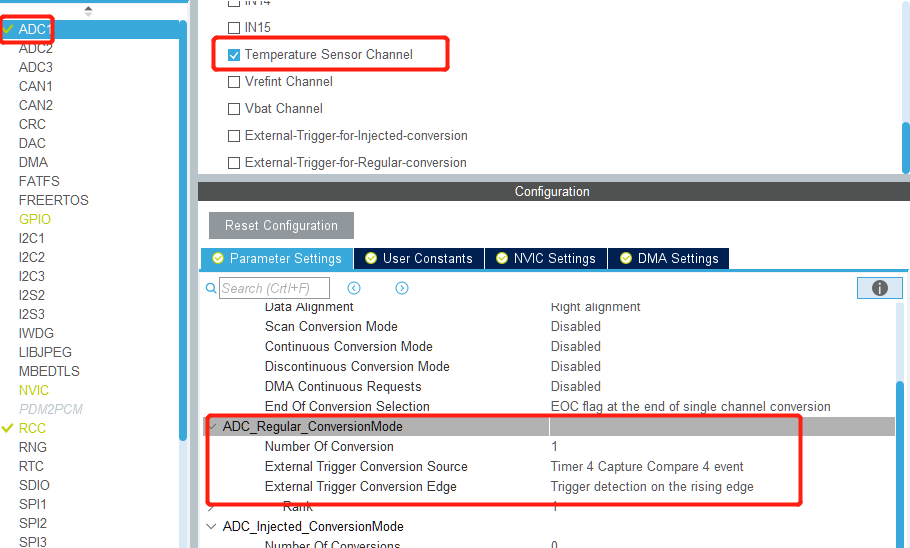 ADC1
ADC2
ADC3
CAN1
CAN2
CRC
DAC
DMA
FATFS
FREERTOS
GPIO
I2C1
I2C2
I2C3
I2S2
I2S3
IWDG
LIBJPEG
MBEDTLS
NVIC
PDM2PCM
RCC
RNG
RTC
SDIO
SPI1
SPI2
SPI3
IN14
IN15
Temperature Sensor Channel
Vrefint Channel
Vbat Channel
External-Trigger-for-Injected-conversion
External-Trigger-for-Regular-conversion
Configuration
Reset Configuration
Parameter Settings User Constants NVIC Settings DMA Settings
Search (Crtl+F)
Data Alignment Right alignment
Scan Conversion Mode Disabled
Continuous Conversion Mode Disabled
Discontinuous Conversion Mode Disabled
DMA Continuous Requests Disabled
End Of Conversion Selection EOC flag at the end of single channel conversion
ADC_Regular_ConversionMode
Number Of Conversion 1
External Trigger Conversion Source Timer 4 Capture Compare 4 event
External Trigger Conversion Edge Trigger detection on the rising edge
Rank 1
ADC_Injected_ConversionMode
Number Of Conversions 0